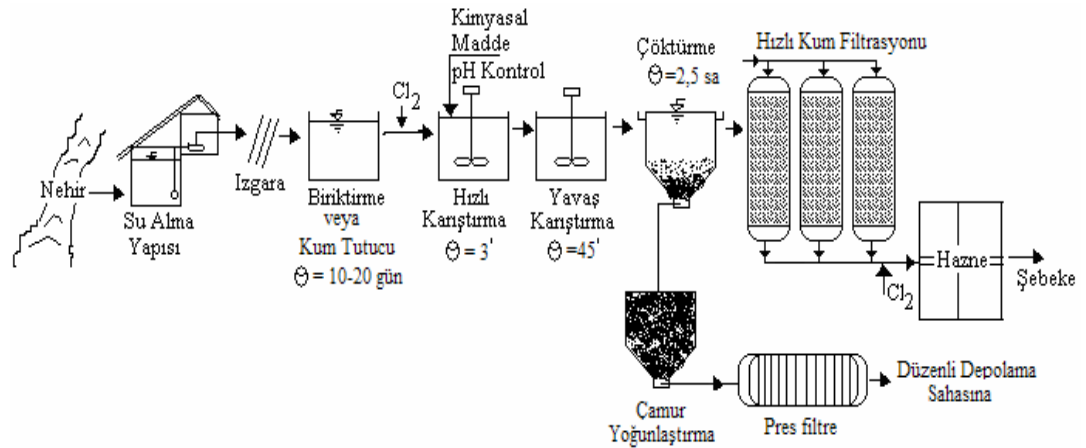 Nehir
Su Alma
Yapısı
Izgara
Biriktirme
veya
Kum Tutucu
Θ = 10-20 gün
Cl2
Kimyasal
Madde
pH Kontrol
Hızlı
Karıştırma
Θ = 3'
Yavaş
Karıştırma
Θ = 45'
Çöktürme
Θ =2,5 sa
Hızlı Kum Filtrasyonu
Cl2
Hazne
Şebeke
Çamur
Yoğunlaştırma
Pres filtre
Düzenli Depolama
Sahasına